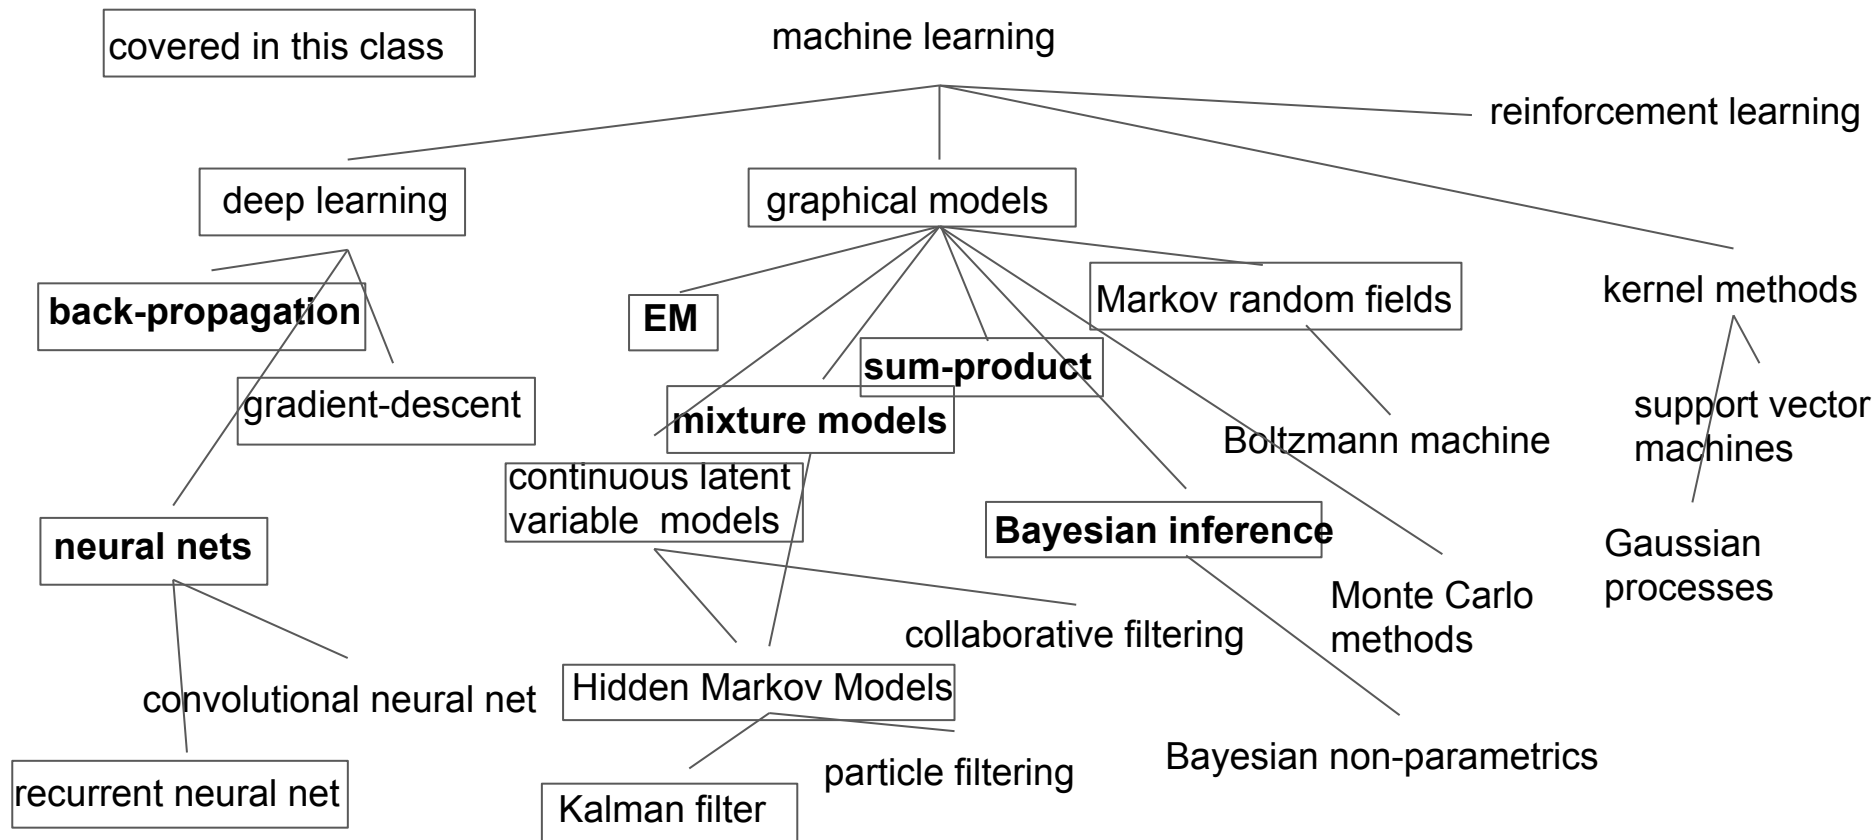 covered in this class
machine learning
reinforcement learning
deep learning
graphical models
kernel methods
back-propagation
EM
Markov random fields
sum-product
gradient-descent
mixture models
Boltzmann machine
support vector
machines
continuous latent
variable models
neural nets
Bayesian inference
Gaussian
processes
Monte Carlo
methods
collaborative filtering
convolutional neural net
Hidden Markov Models
Bayesian non-parametrics
particle filtering
recurrent neural net
Kalman filter